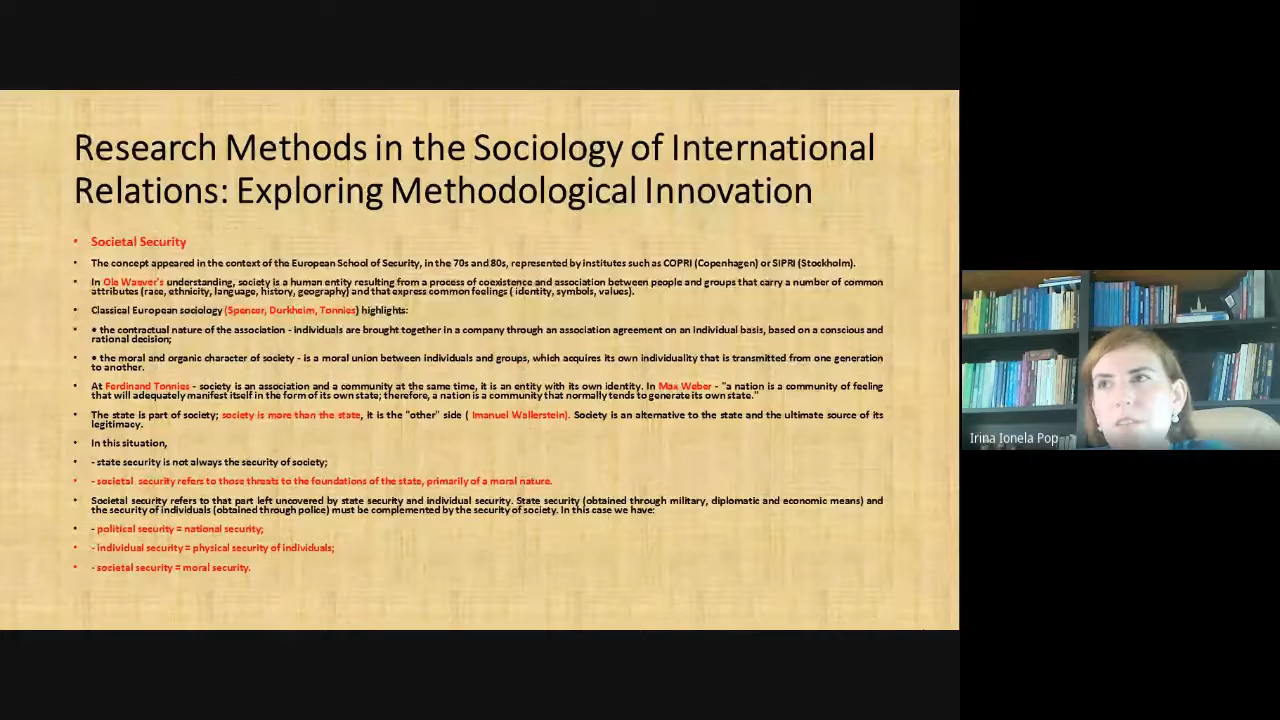 Research Methods in the Sociology of International
Relations: Exploring Methodological Innovation
• Societal Security
• The concept appeared in the context of the European School of Security, in the 70s and 80s, represented by institutes such as COPRI (Copenhagen) or SIPRI (Stockholm).
• In Ole Waever's understanding, society is a human entity resulting from a process of coexistence and association between people and groups that carry a number of common
attributes (race, ethnicity, language, history, geography) and that express common feelings ( identity, symbols, values).
• Classical European sociology (Spencer, Durkheim, Tonnies) highlights:
• • the contractual nature of the association - individuals are brought together in a company through an association agreement on an individual basis, based on a conscious and
rational decision;
• • the moral and organic character of society - is a moral union between individuals and groups, which acquires its own individuality that is transmitted from one generation
to another.
• At Ferdinand Tonnies - society is an association and a community at the same time, it is an entity with its own identity. In Max Weber - "a nation is a community of feeling
that will adequately manifest itself in the form of its own state; therefore, a nation is a community that normally tends to generate its own state."
• The state is part of society; society is more than the state, it is the "other" side ( Imanuel Wallerstein). Society is an alternative to the state and the ultimate source of its
legitimacy.
• In this situation,
• - state security is not always the security of society;
• - societal security refers to those threats to the foundations of the state, primarily of a moral nature.
• Societal security refers to that part left uncovered by state security and individual security. State security (obtained through military, diplomatic and economic means) and
the security of individuals (obtained through police) must be complemented by the security of society. In this case we have:
• - political security = national security;
• - individual security = physical security of individuals;
• - societal security = moral security.
Irina Ionela Pop